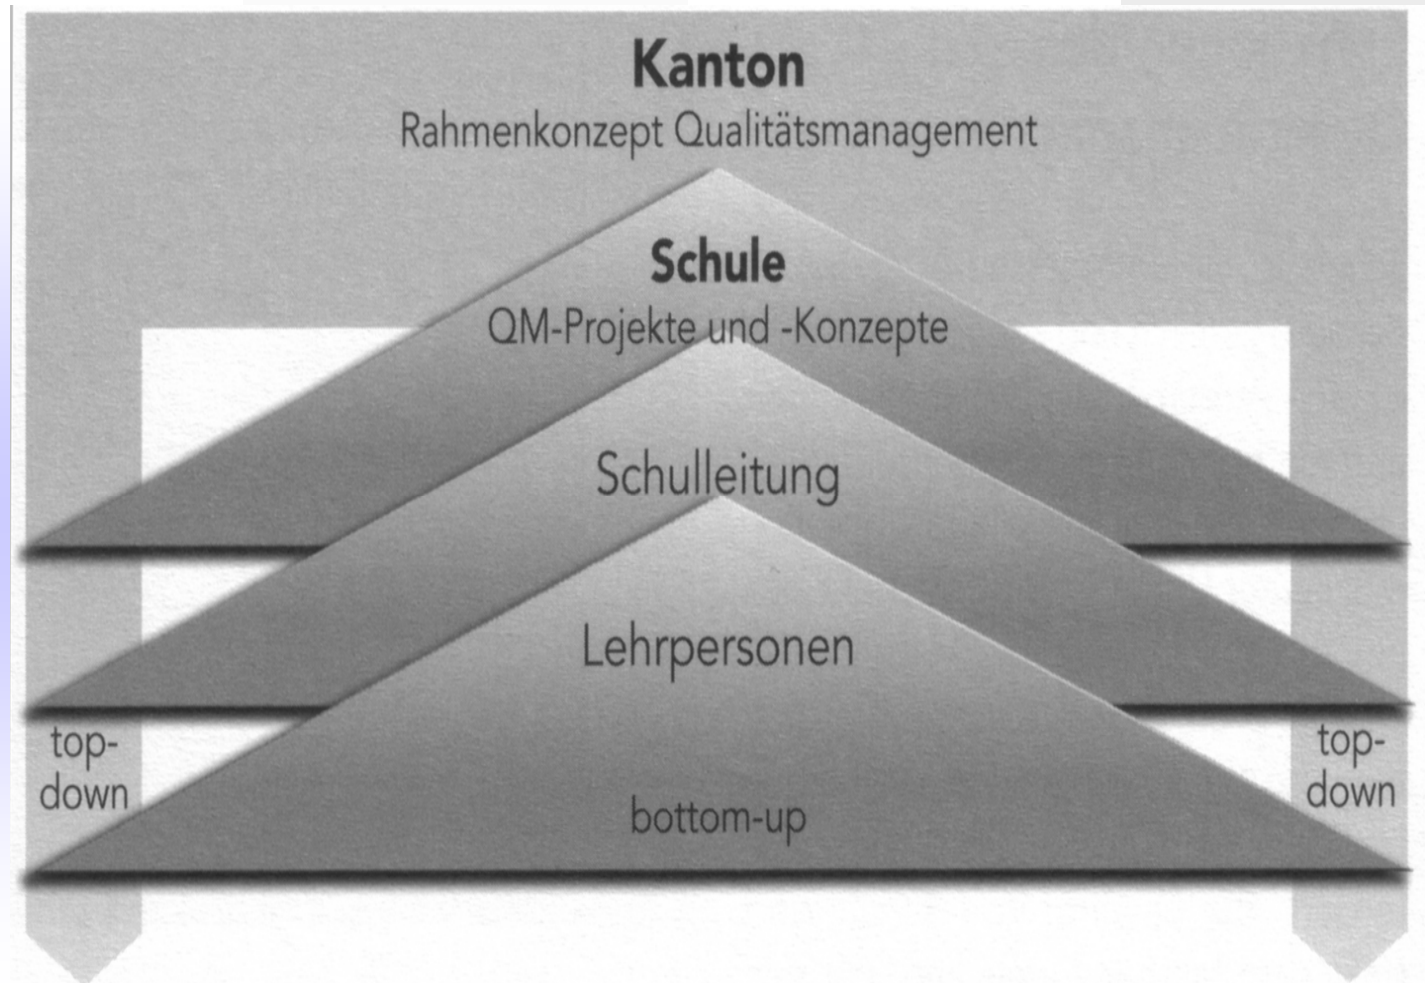 Kanton
Rahmenkonzept Qualitätsmanagement
Schule
QM-Projekte und -Konzepte
Schulleitung
Lehrpersonen
top-
down
top-
down
bottom-up